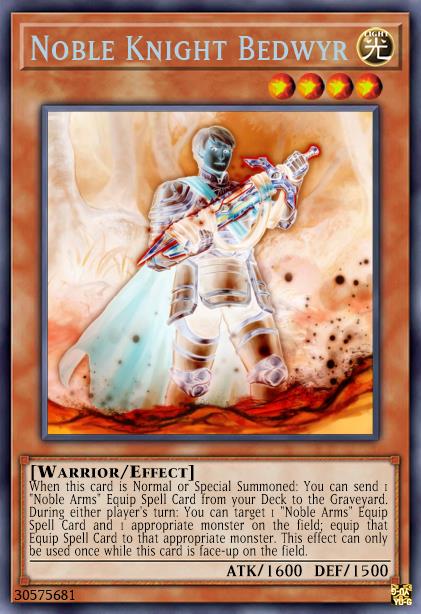 NOBLE KNIGHT BEDWYR
LIGHT
光
[WARRIOR/EFFECT]
When this card is Normal or Special Summoned: You can send 1
"Noble Arms" Equip Spell Card from your Deck to the Graveyard.
During either player's turn: You can target 1 "Noble Arms" Equip
Spell Card and 1 appropriate monster on the field; equip that
Equip Spell Card to that appropriate monster. This effect can only
be used once while this card is face-up on the field.
ATK/1600 DEF/1500
30575681